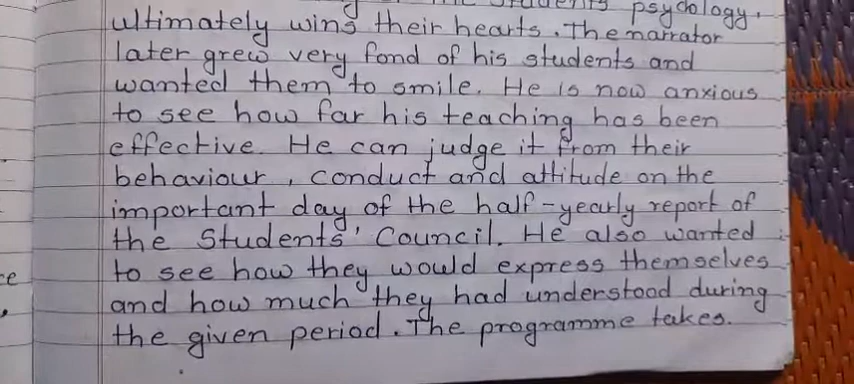 the students psychology.
ultimately wins their hearts. The narrator
later grew very fond of his students and
wanted them to smile. He is now anxious
to see how far his teaching has been
effective. He can judge it from their
behaviour, conduct and attitude on the
important day of the half-yearly report of
the Students' Council. He also wanted
to see how they would express themselves
and how much they had understood during
the given period. The programme takes.